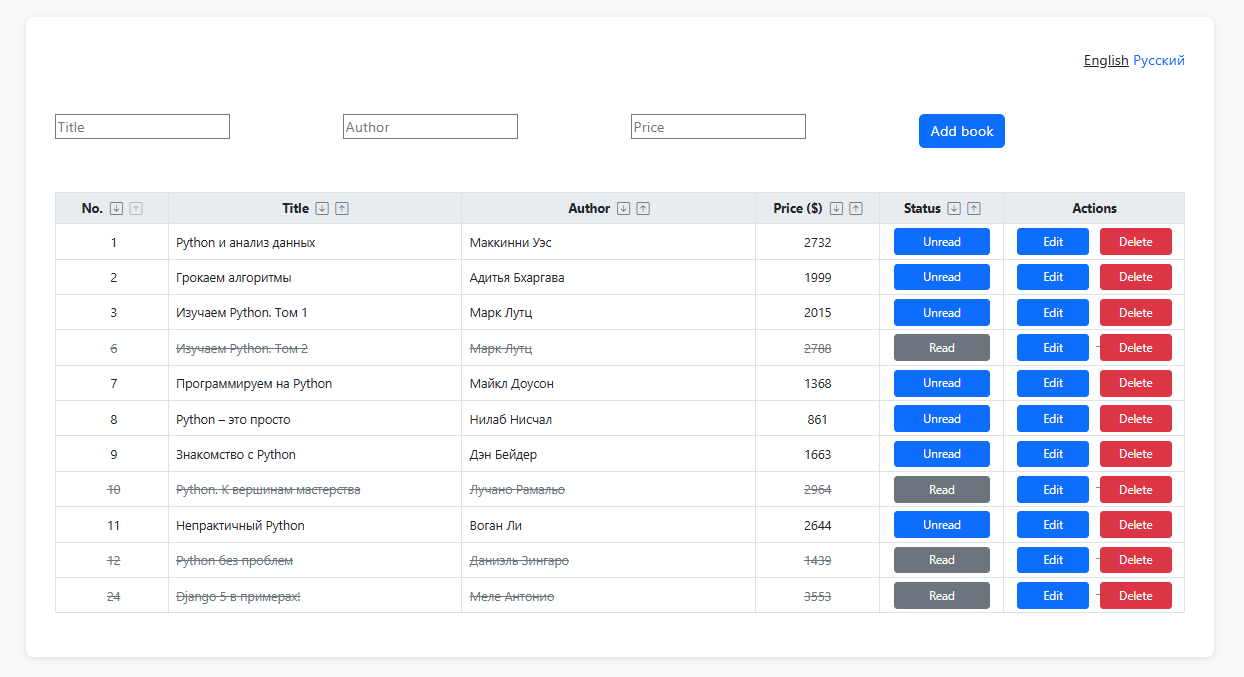 English Русский
Title Author Price Add book
No. Title Author Price ($) Status Actions
1 Python и анализ данных Маккинни Уэс 2732 Unread Edit Delete
2 Грокаем алгоритмы Адитья Бхаргава 1999 Unread Edit Delete
3 Изучаем Python. Том 1 Марк Лутц 2015 Unread Edit Delete
6 Изучаем Python. Том 2 Марк Лутц 2788 Read Edit Delete
7 Программируем на Python Майкл Доусон 1368 Unread Edit Delete
8 Python – это просто Нилаб Нисчал 861 Unread Edit Delete
9 Знакомство с Python Дэн Бейдер 1663 Unread Edit Delete
10 Python. К вершинам мастерства Лучано Рамальо 2964 Read Edit Delete
11 Непрактичный Python Воган Ли 2644 Unread Edit Delete
12 Python без проблем Даниэль Зингаро 1439 Read Edit Delete
24 Django 5 в примерах! Меле Антонио 3553 Read Edit Delete